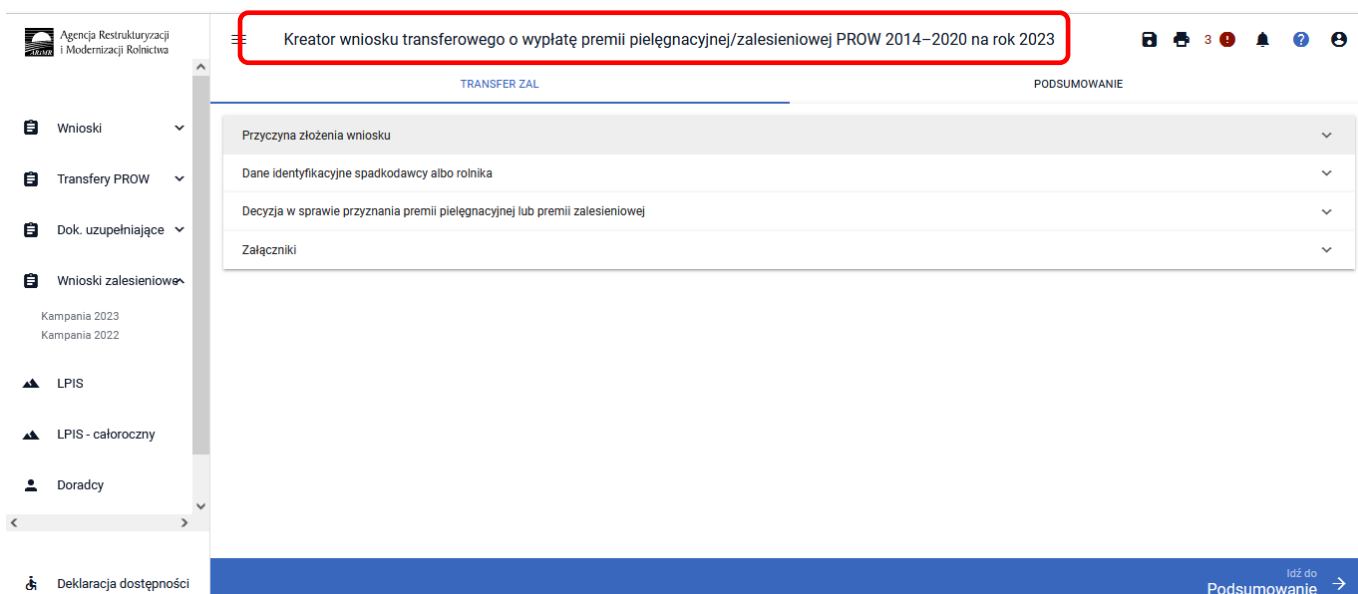 Agencja Restrukturyzacji
i Modernizacji Rolnictwa
ARiMR
Kreator wniosku transferowego o wypłatę premii pielęgnacyjnej/zalesieniowej PROW 2014–2020 na rok 2023
3
TRANSFER ZAL
PODSUMOWANIE
Wnioski
Transfery PROW
Dok. uzupełniające
Wnioski zalesieniowe
Kampania 2023
Kampania 2022
LPIS
LPIS - całoroczny
Doradcy
Deklaracja dostępności
Przyczyna złożenia wniosku
Dane identyfikacyjne spadkodawcy albo rolnika
Decyzja w sprawie przyznania premii pielęgnacyjnej lub premii zalesieniowej
Załączniki
Idź do
Podsumowanie